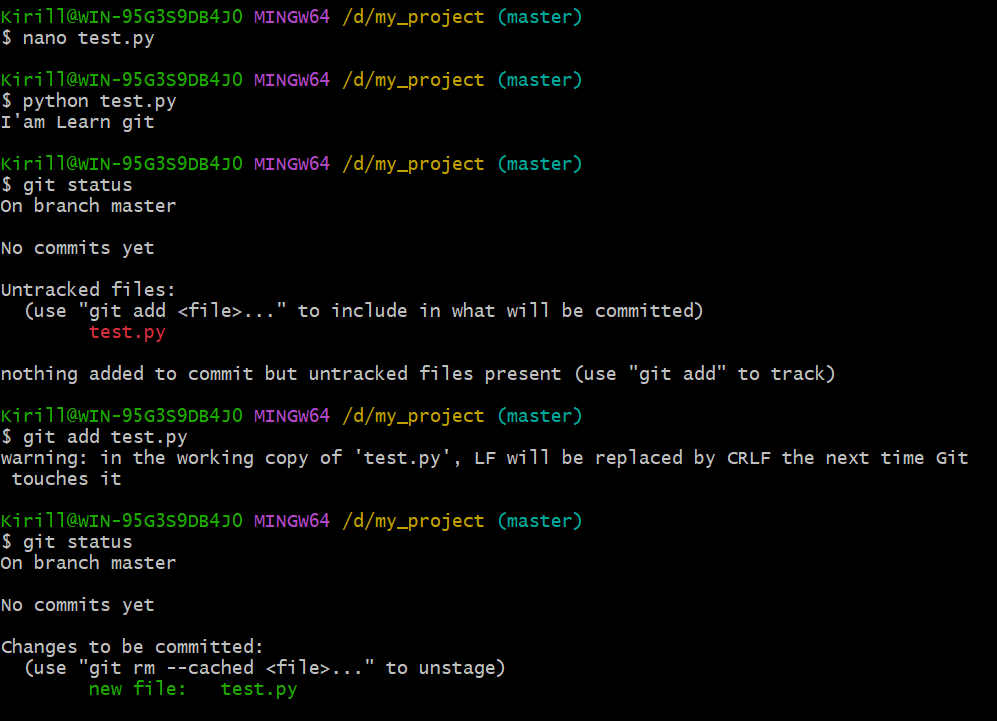 Kirill@WIN-95G3S9DB4J0 MINGW64 /d/my_project (master)
$ nano test.py
Kirill@WIN-95G3S9DB4J0 MINGW64 /d/my_project (master)
$ python test.py
I'am Learn git
Kirill@WIN-95G3S9DB4J0 MINGW64 /d/my_project (master)
$ git status
On branch master
No commits yet
Untracked files:
  (use "git add <file>..." to include in what will be committed)
        test.py
nothing added to commit but untracked files present (use "git add" to track)
Kirill@WIN-95G3S9DB4J0 MINGW64 /d/my_project (master)
$ git add test.py
warning: in the working copy of 'test.py', LF will be replaced by CRLF the next time Git
 touches it
Kirill@WIN-95G3S9DB4J0 MINGW64 /d/my_project (master)
$ git status
On branch master
No commits yet
Changes to be committed:
  (use "git rm --cached <file>..." to unstage)
        new file:   test.py